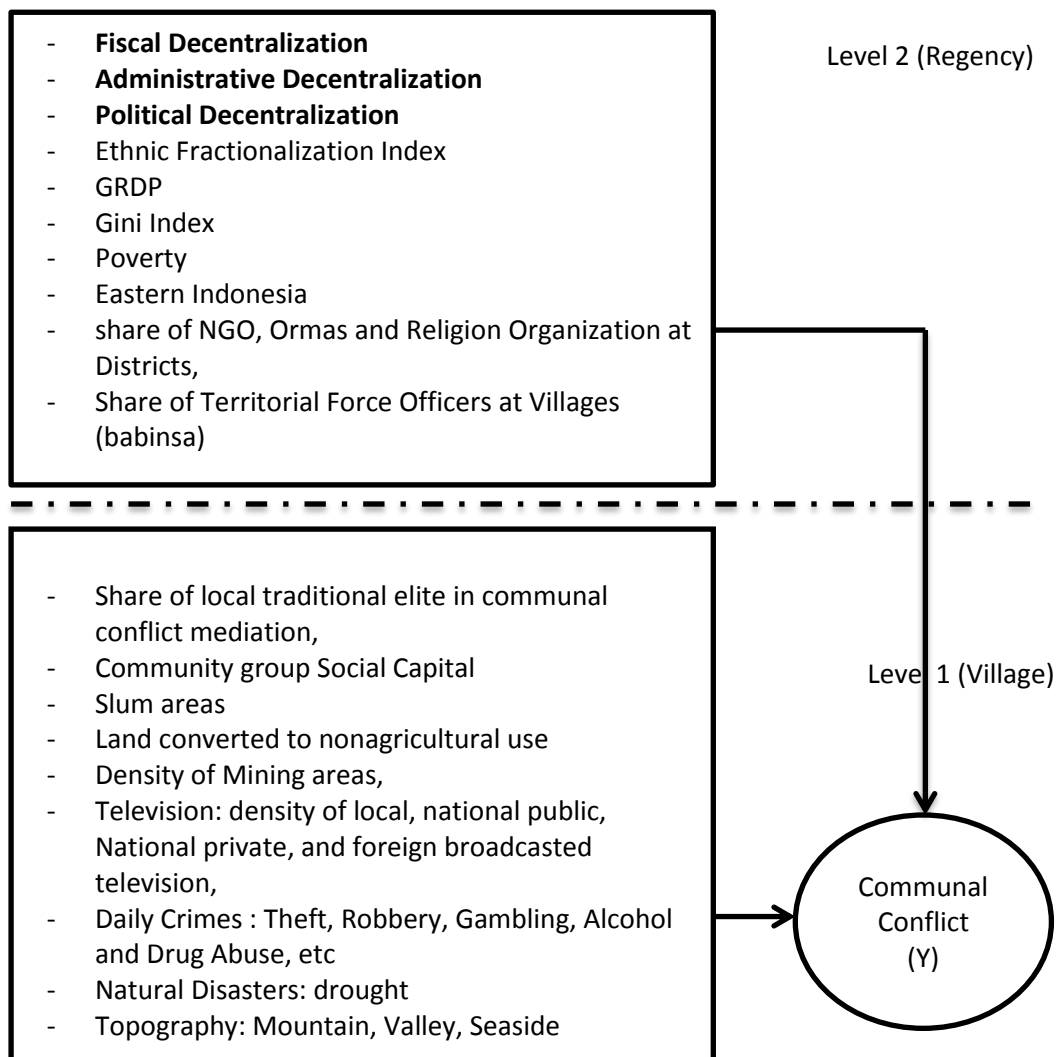 - Fiscal Decentralization
- Administrative Decentralization
- Political Decentralization
- Ethnic Fractionalization Index
- GRDP
- Gini Index
- Poverty
- Eastern Indonesia
- share of NGO, Ormas and Religion Organization at
Districts,
- Share of Territorial Force Officers at Villages
(babinsa)
Level 2 (Regency)
- Share of local traditional elite in communal
conflict mediation,
- Community group Social Capital
- Slum areas
- Land converted to nonagricultural use
- Density of Mining areas,
- Television: density of local, national public,
National private, and foreign broadcasted
television,
- Daily Crimes : Theft, Robbery, Gambling, Alcohol
and Drug Abuse, etc
- Natural Disasters: drought
- Topography: Mountain, Valley, Seaside
Level 1 (Village)
Communal
Conflict
(Y)